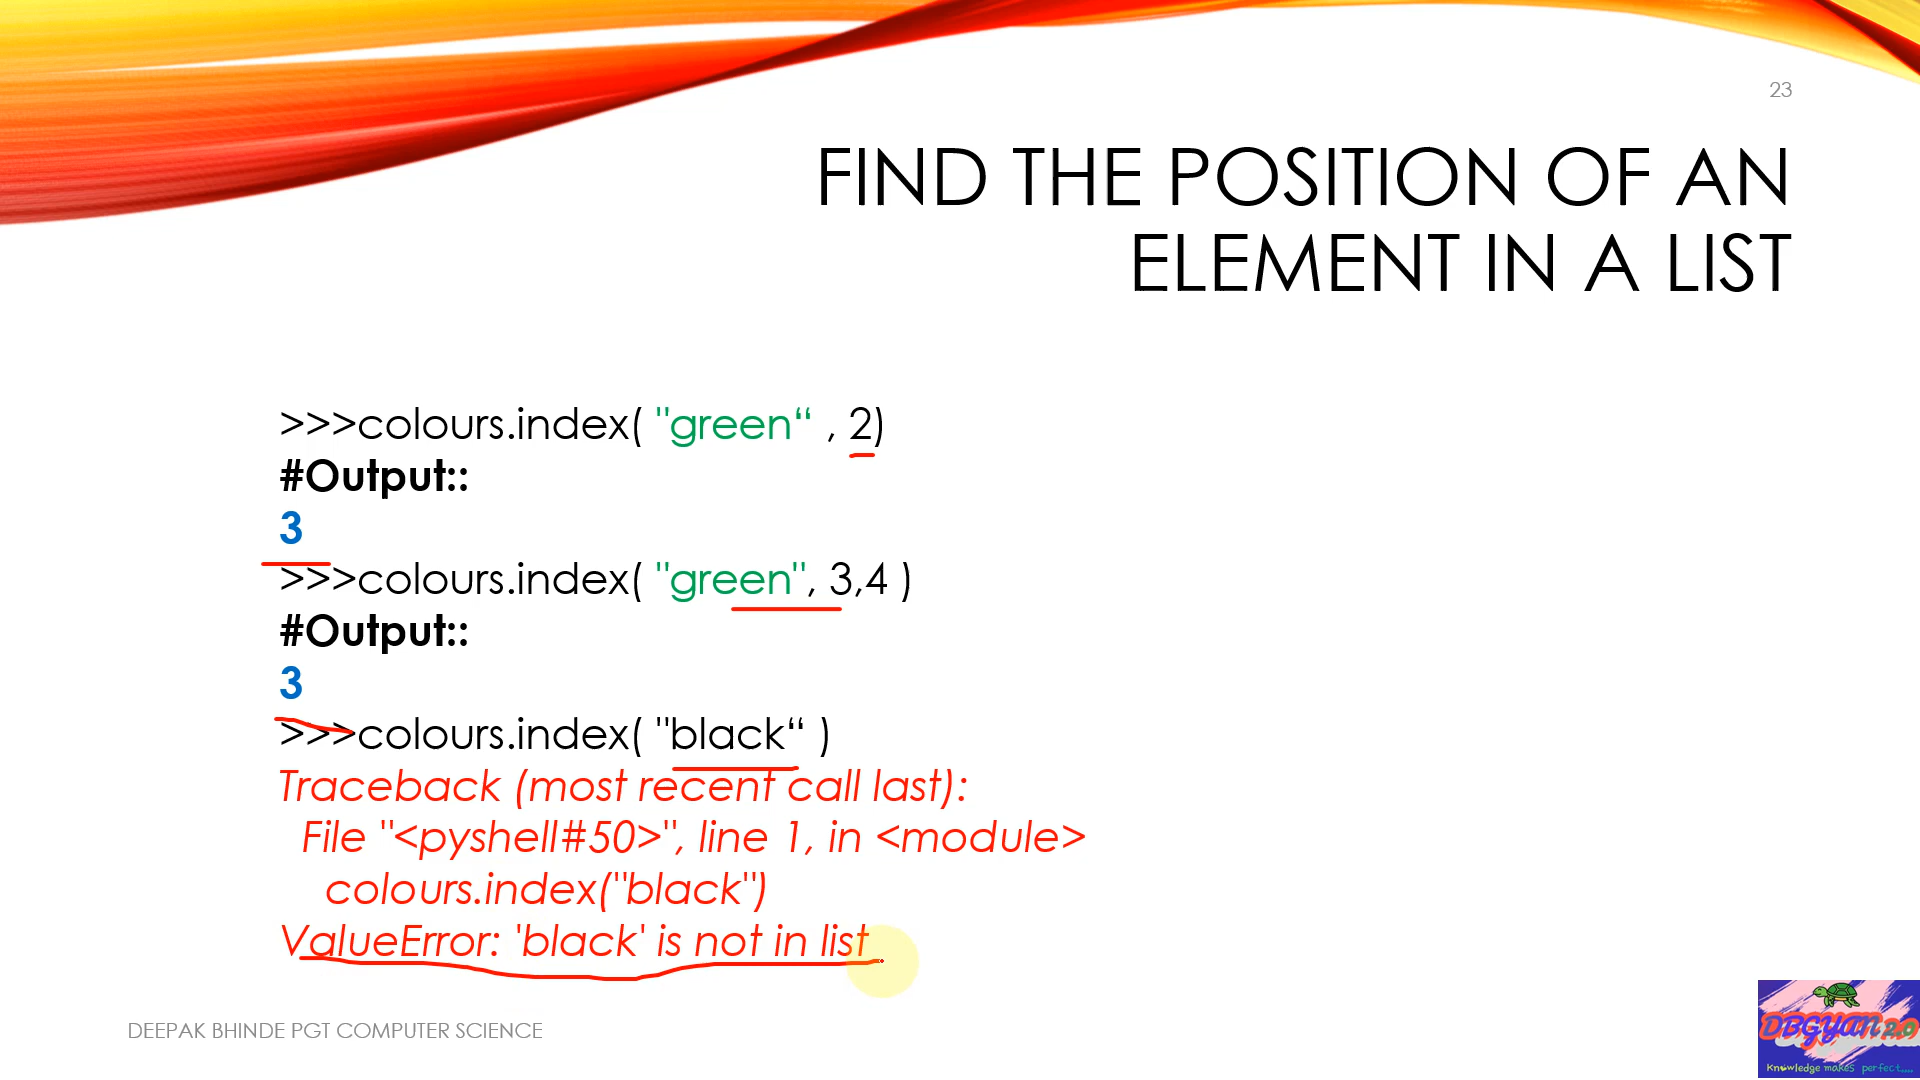 23
FIND THE POSITION OF AN
ELEMENT IN A LIST
>>>colours.index( "green“ , 2)
#Output::
3
>>>colours.index( "green", 3,4 )
#Output::
3
>>>colours.index( "black“ )
Traceback (most recent call last):
File "<pyshell#50>", line 1, in <module>
colours.index("black")
ValueError: 'black' is not in list
DEEPAK BHINDE PGT COMPUTER SCIENCE
DBGYAN 2.0
Knowledge makes perfect....